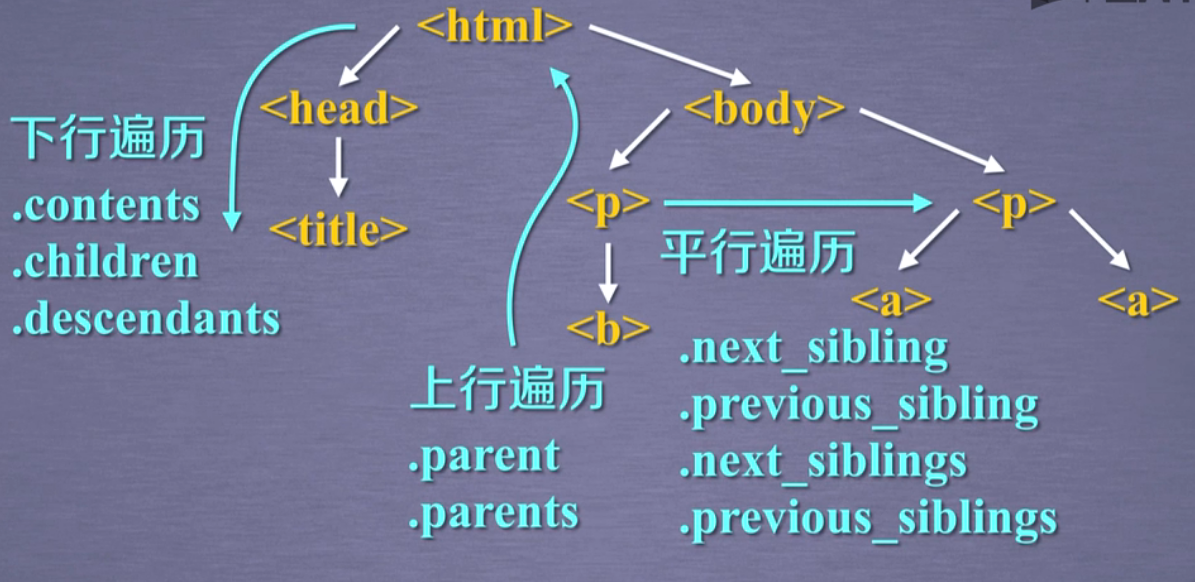 <html>
<head>
<body>
下行遍历
.contents
.children
.descendants
<title>
<p>
<p>
平行遍历
<b>
<a>
<a>
.next_sibling
.previous_sibling
.next_siblings
.previous_siblings
上行遍历
.parent
.parents